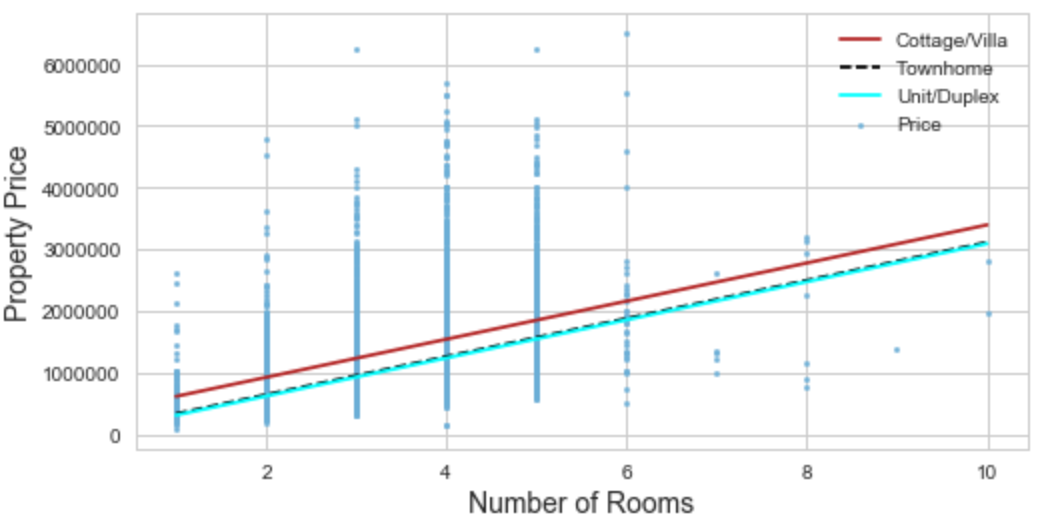 Cottage/Villa
Townhome
Unit/Duplex
Price
6000000
5000000
4000000
3000000
2000000
1000000
0
Property Price
2 4 6 8 10
Number of Rooms